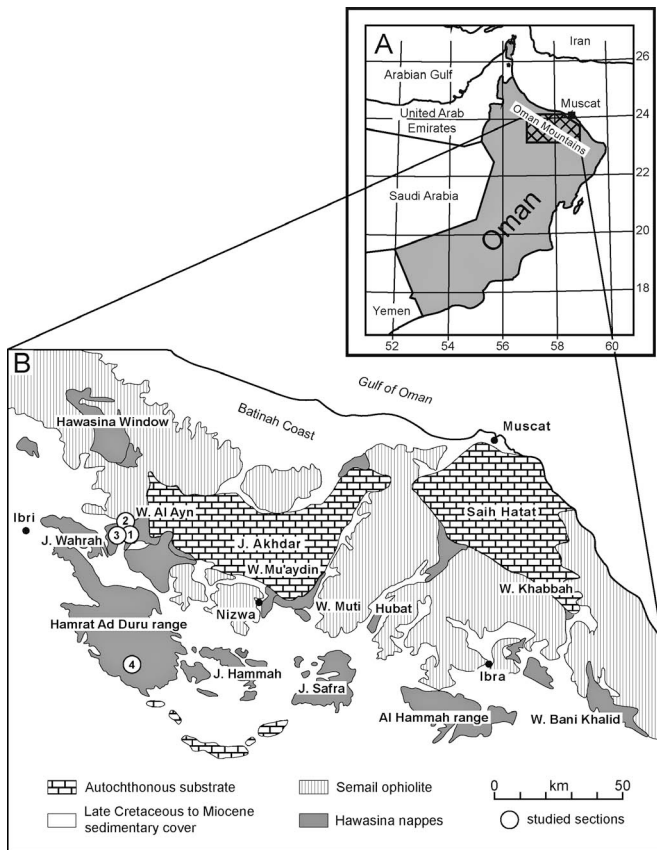 A
Iran
26
Arabian Gulf
Muscat
24
United Arab
Emirates
Oman Mountains
22
Saudi Arabia
Oman
20
18
Yemen
52
54
56
58
60
B
Gulf of Oman
Batinah Coast
Hawasina Window
Muscat
Ibri
2
W. Al Ayn
Saih Hatat
J. Wahrah
3
1
J. Akhdar
W. Mu'aydin
W. Khabbah
Nizwa
W. Muti
Hubat
Hamrat Ad Duru range
4
J. Hammah
Ibra
J. Safra
Al Hammah range
W. Bani Khalid
Autochthonous substrate
Semail ophiolite
0
km
50
Late Cretaceous to Miocene
sedimentary cover
Hawasina nappes
studied sections